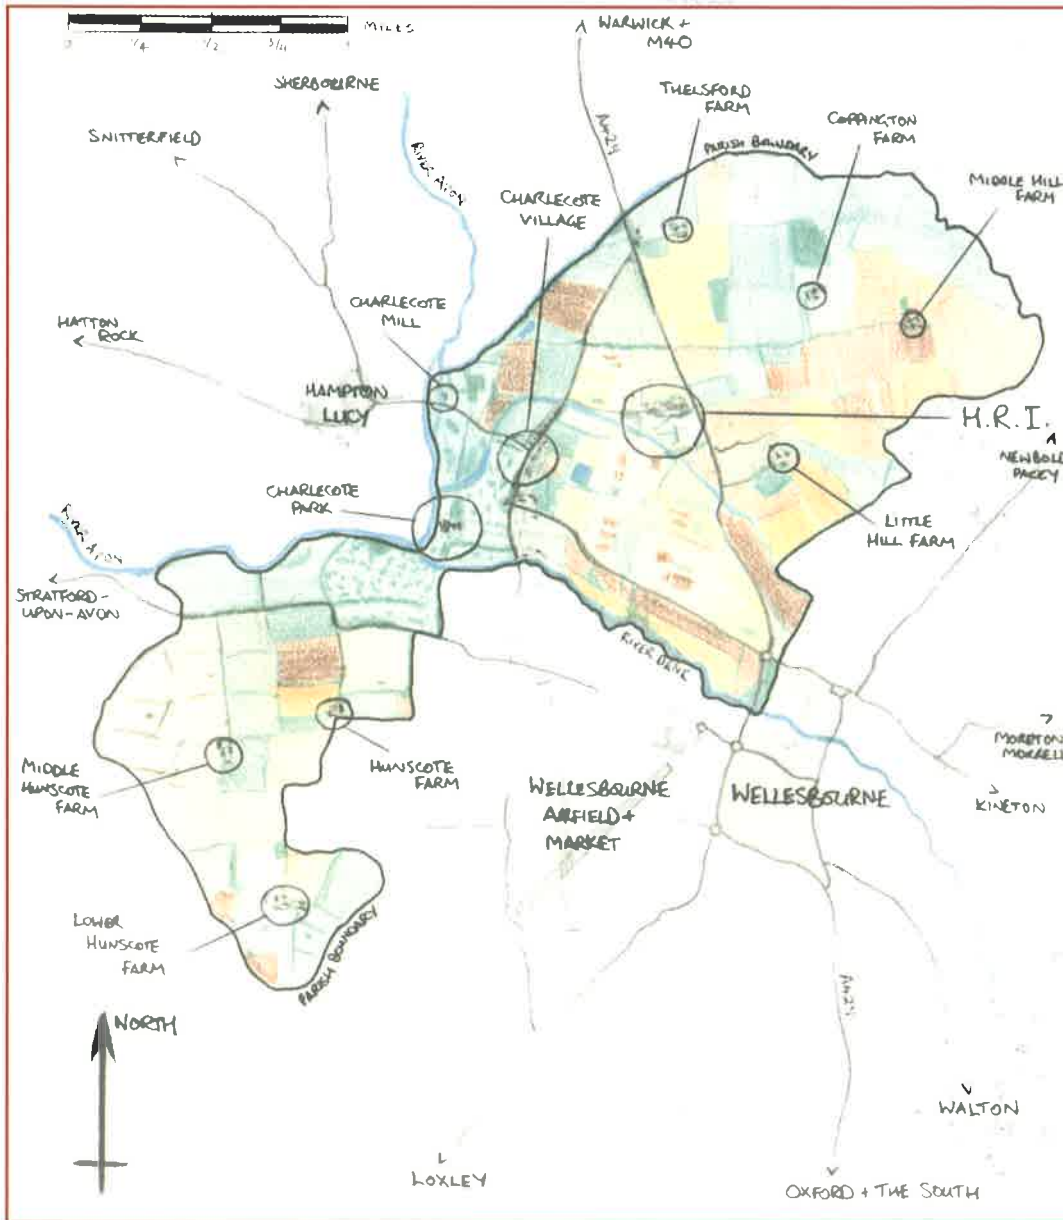 MILES
0 1/4 1/2 3/4 1
WARWICK +
M40
SHERBOURNE
THELSFORD
FARM
SNITTERFIELD
COPPINGTON
FARM
RIVER AVON
A429
PARISH BOUNDARY
CHARLECOTE
VILLAGE
MIDDLE HILL
FARM
CHARLECOTE
MILL
HATTON
ROCK
HAMPTON
LUCY
H.R.I.
NEWBOLD
PACEY
CHARLECOTE
PARK
LITTLE
HILL FARM
RIVER AVON
STRATFORD-
UPON-AVON
RIVER DENE
MORETON
MORRELL
MIDDLE
HUNSCOTE
FARM
HUNSCOTE
FARM
WELLESBOURNE
AIRFIELD +
MARKET
WELLESBOURNE
KINETON
LOWER
HUNSCOTE
FARM
PARISH BOUNDARY
A429
NORTH
WALTON
LOXLEY
OXFORD + THE SOUTH